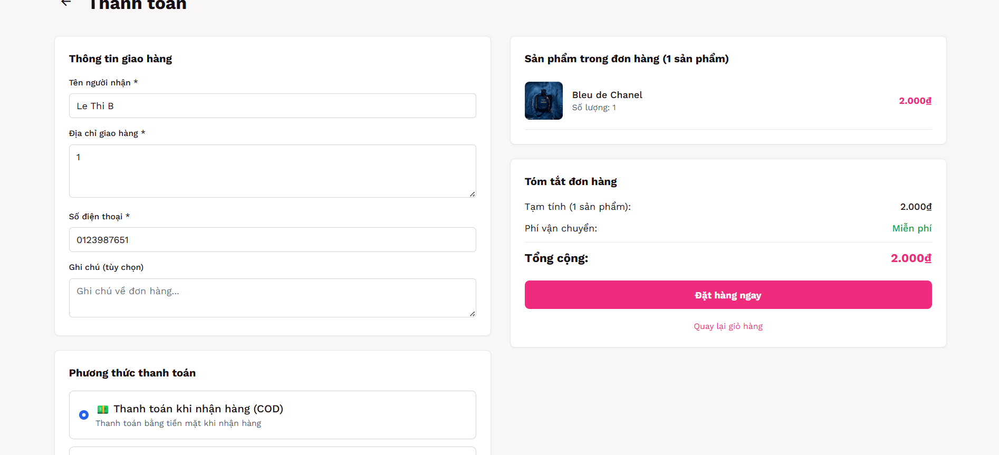 Thanh toán
Thông tin giao hàng
Tên người nhận *
Le Thi B
Địa chỉ giao hàng *
1
Số điện thoại *
0123987651
Ghi chú (tùy chọn)
Ghi chú về đơn hàng...
Phương thức thanh toán
Thanh toán khi nhận hàng (COD)
Thanh toán bằng tiền mặt khi nhận hàng
Sản phẩm trong đơn hàng (1 sản phẩm)
Bleu de Chanel
Số lượng: 1
2.000₫
Tóm tắt đơn hàng
Tạm tính (1 sản phẩm): 2.000₫
Phí vận chuyển: Miễn phí
Tổng cộng: 2.000₫
Đặt hàng ngay
Quay lại giỏ hàng